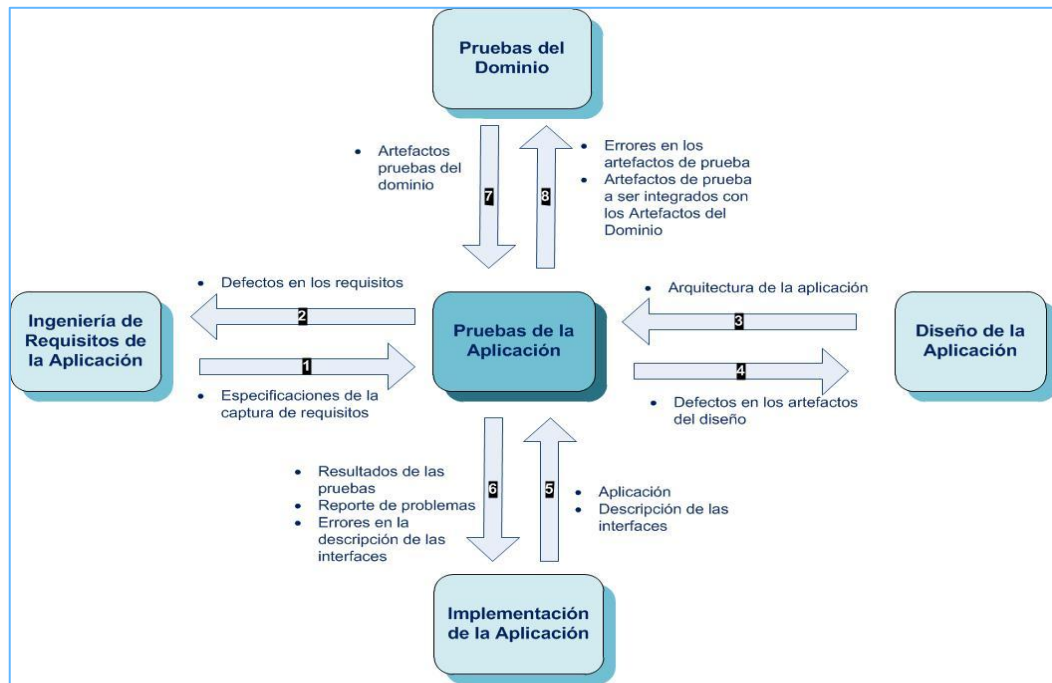 Pruebas del
Dominio
• Artefactos
pruebas del
dominio
7
8
• Errores en los
artefactos de prueba
• Artefactos de prueba
a ser integrados con
los Artefactos del
Dominio
Ingeniería de
Requisitos de
la Aplicación
• Defectos en los requisitos
2
1
• Especificaciones de la
captura de requisitos
Pruebas de la
Aplicación
• Arquitectura de la aplicación
3
4
• Defectos en los artefactos
del diseño
Diseño de la
Aplicación
• Resultados de las
pruebas
• Reporte de problemas
• Errores en la
descripción de las
interfaces
6
5
• Aplicación
• Descripción de las
interfaces
Implementación
de la Aplicación